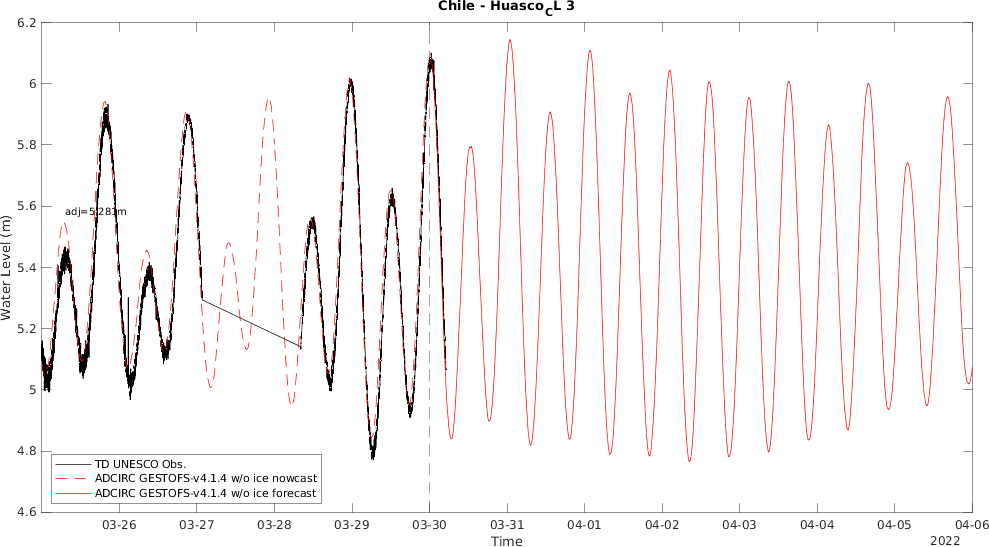 Chile - Huasco_CL 3
6.2
6
5.8
5.6
5.4
5.2
5
4.8
4.6
Water Level (m)
adj=5.281m
TD UNESCO Obs.
ADCIRC GESTOFS-v4.1.4 w/o ice nowcast
ADCIRC GESTOFS-v4.1.4 w/o ice forecast
03-26 03-27 03-28 03-29 03-30 03-31 04-01 04-02 04-03 04-04 04-05 04-06
Time
2022